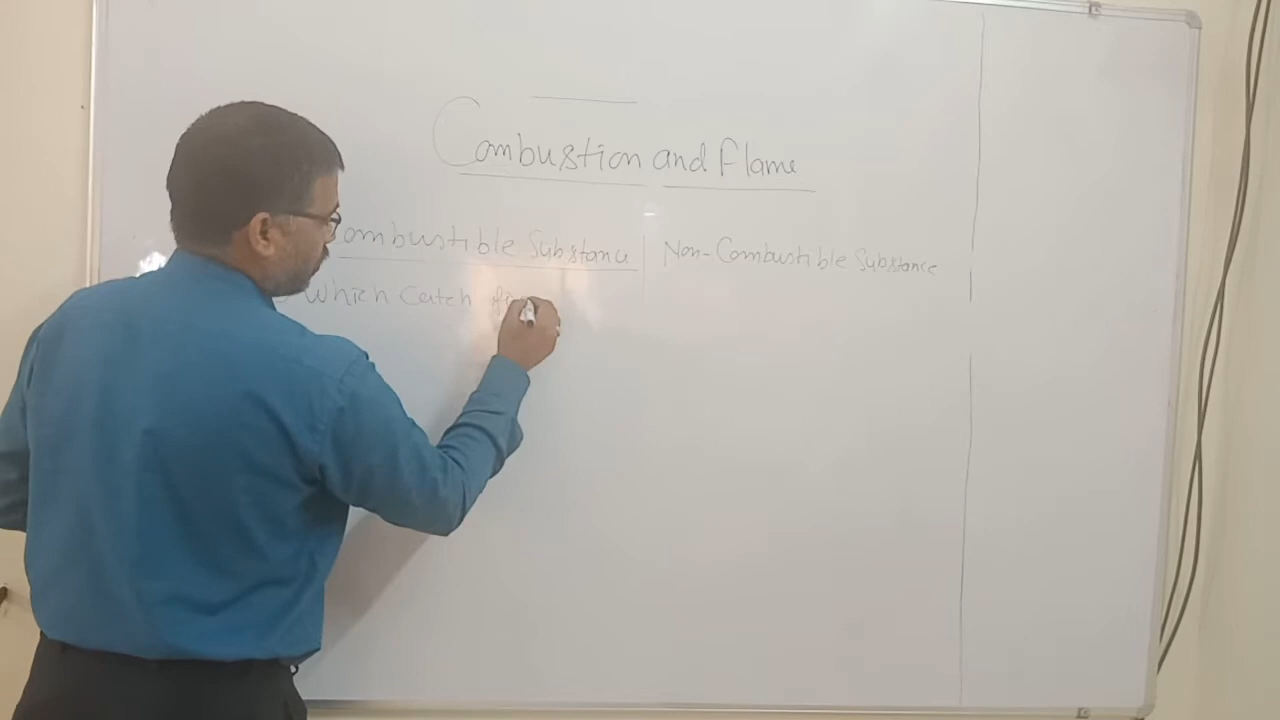 Combustion and Flame
ombustible Substance
Non-Combustible Substance
Which Catch